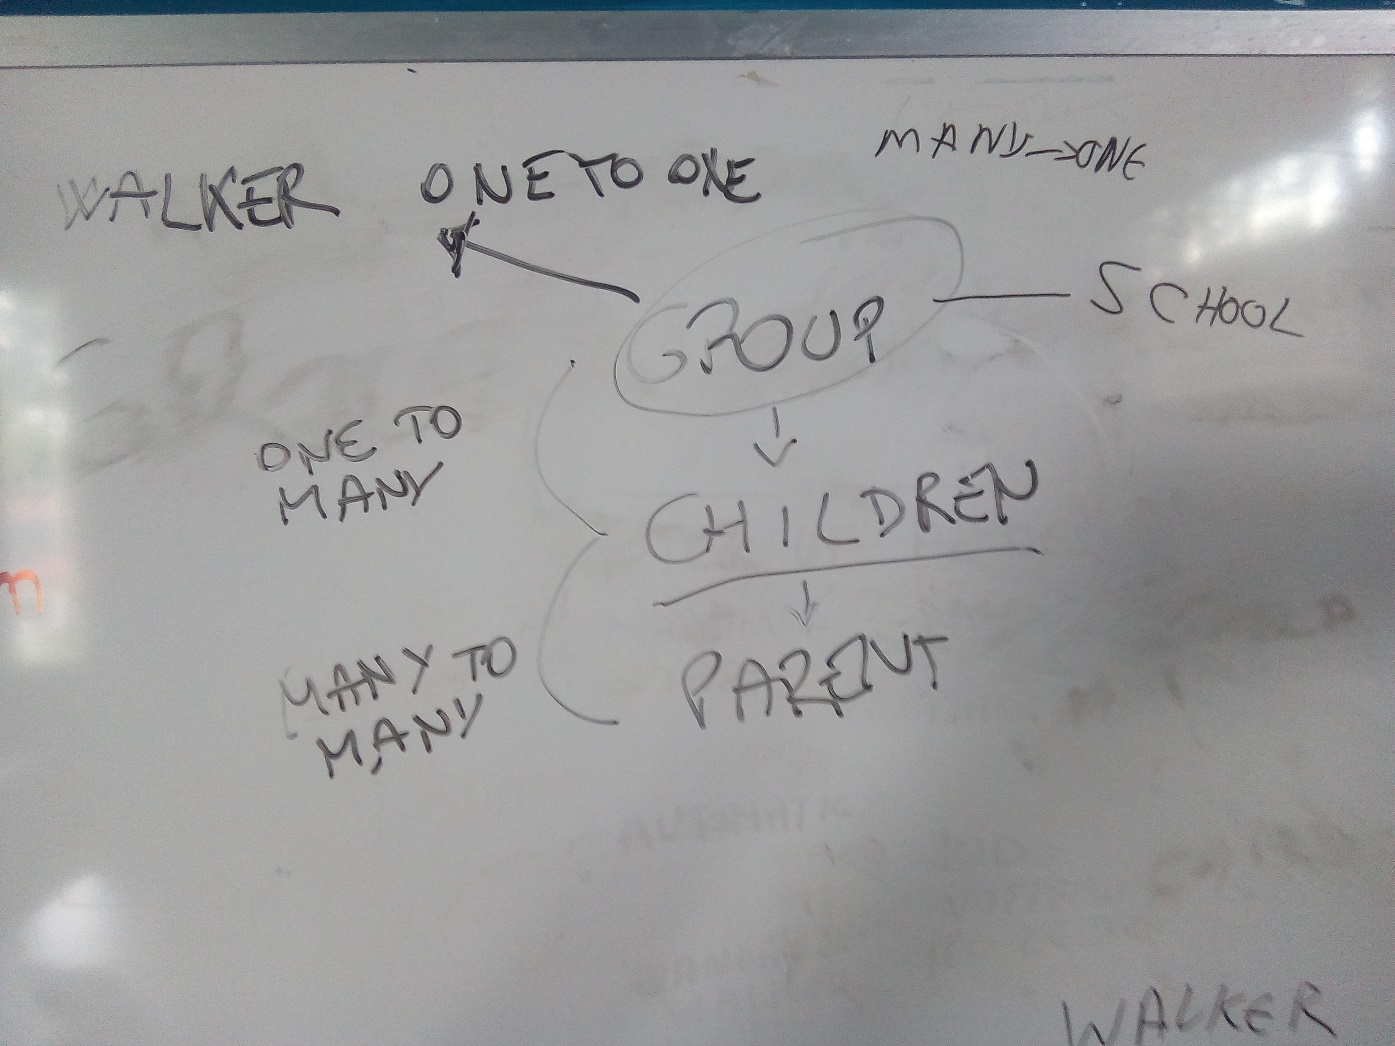 MANY->ONE
WALKER ONE TO ONE
GROUP
SCHOOL
ONE TO
MANY
CHILDREN
MANY TO
MANY
PARENT
n
WALKER